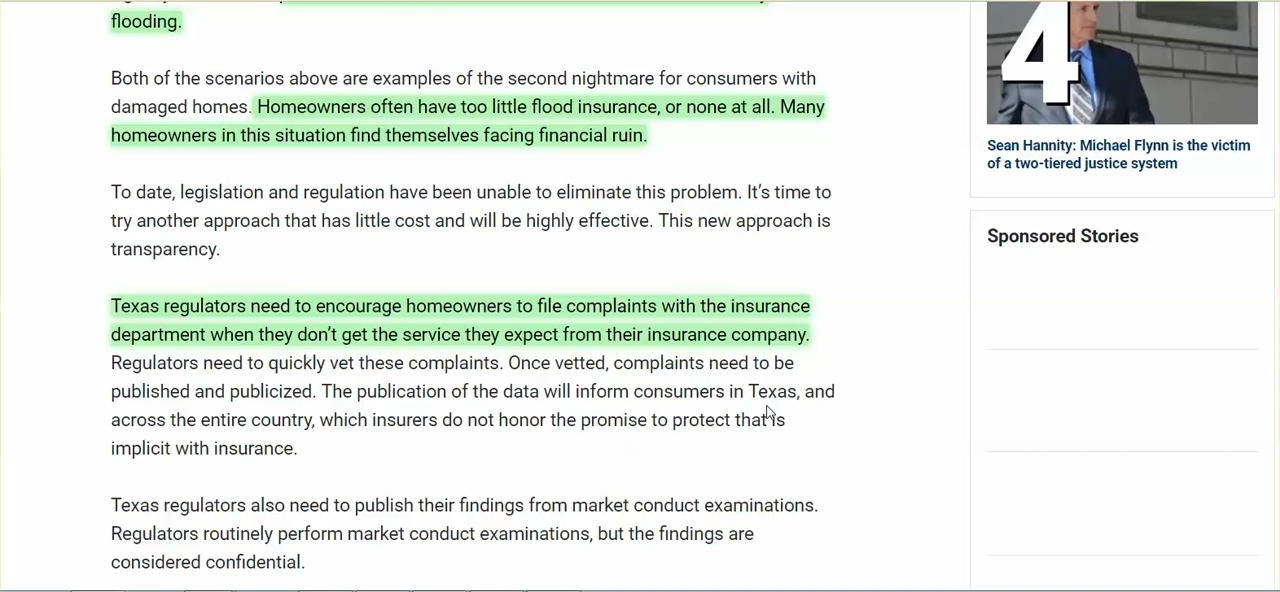 flooding.
Both of the scenarios above are examples of the second nightmare for consumers with
damaged homes. Homeowners often have too little flood insurance, or none at all. Many
homeowners in this situation find themselves facing financial ruin.
To date, legislation and regulation have been unable to eliminate this problem. It’s time to
try another approach that has little cost and will be highly effective. This new approach is
transparency.
Texas regulators need to encourage homeowners to file complaints with the insurance
department when they don’t get the service they expect from their insurance company.
Regulators need to quickly vet these complaints. Once vetted, complaints need to be
published and publicized. The publication of the data will inform consumers in Texas, and
across the entire country, which insurers do not honor the promise to protect that is
implicit with insurance.
Texas regulators also need to publish their findings from market conduct examinations.
Regulators routinely perform market conduct examinations, but the findings are
considered confidential.
4
Sean Hannity: Michael Flynn is the victim
of a two-tiered justice system
Sponsored Stories